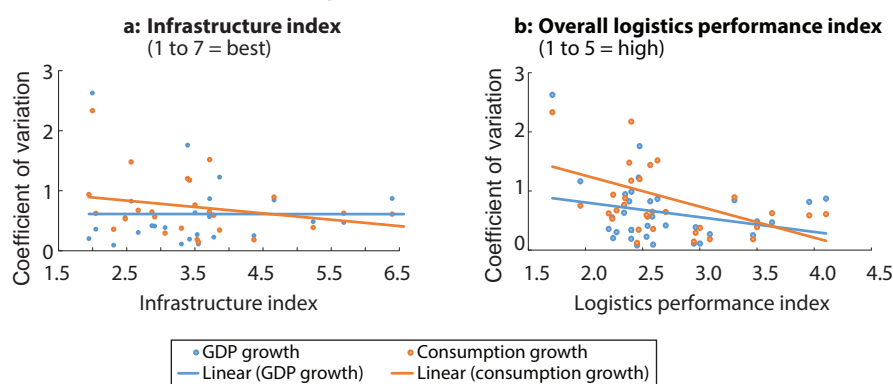 a: Infrastructure index
(1 to 7 = best)
Coefficient of variation
3
2
1
0
1.5 2.5 3.5 4.5 5.5 6.5
Infrastructure index
b: Overall logistics performance index
(1 to 5 = high)
Coefficient of variation
3
2
1
0
1.5 2.0 2.5 3.0 3.5 4.0 4.5
Logistics performance index
GDP growth Consumption growth
Linear (GDP growth) Linear (consumption growth)